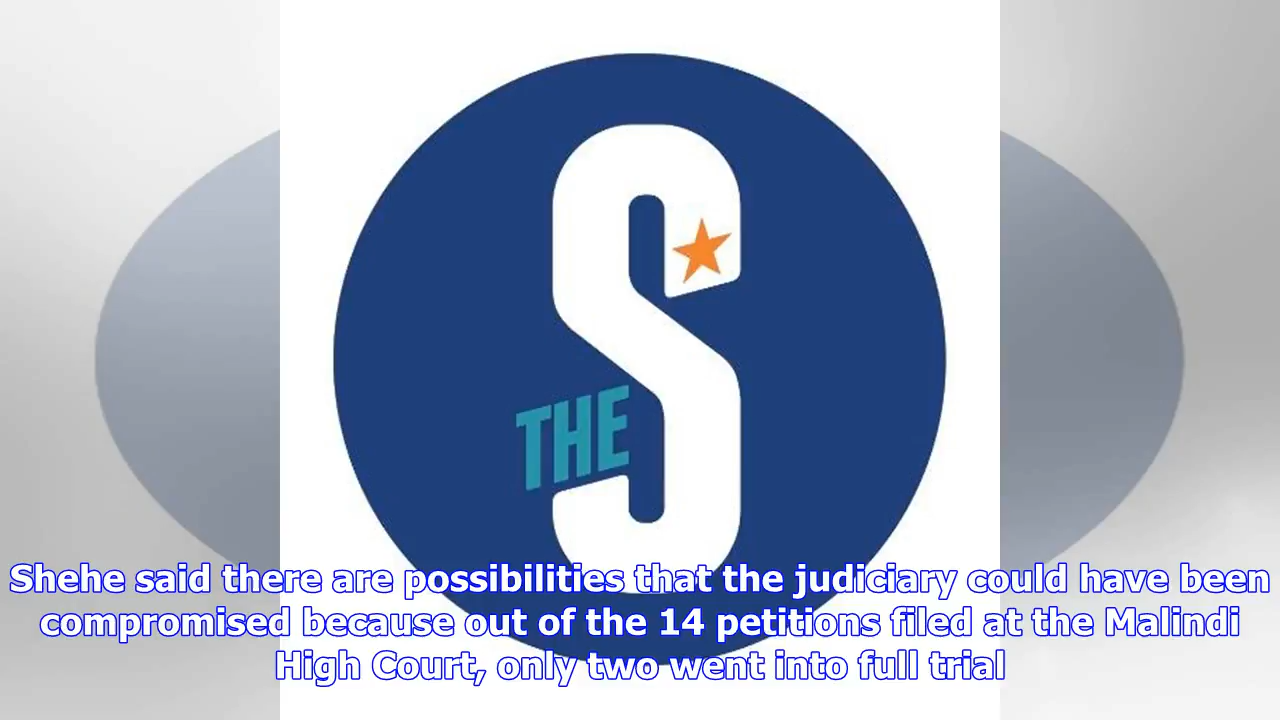 S
THE
Shehe said there are possibilities that the judiciary could have been
compromised because out of the 14 petitions filed at the Malindi
High Court, only two went into full trial